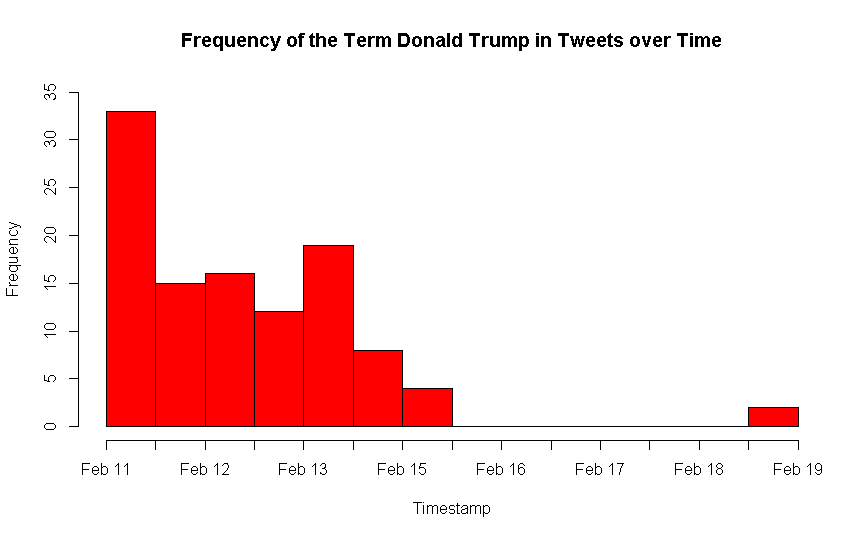 Frequency of the Term Donald Trump in Tweets over Time
35
30
25
20
15
10
5
0
Frequency
Feb 11 Feb 12 Feb 13 Feb 15 Feb 16 Feb 17 Feb 18 Feb 19
Timestamp